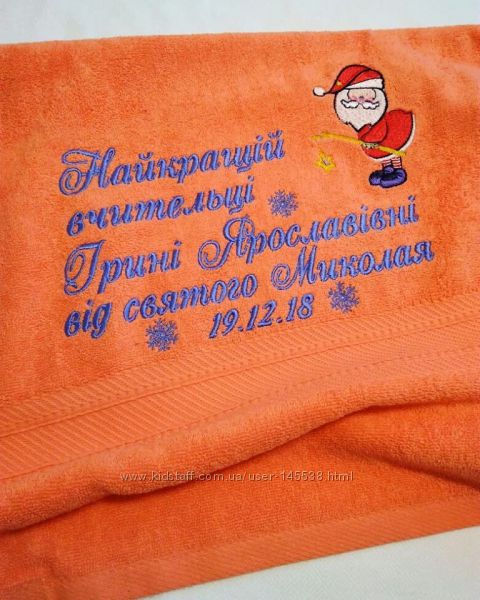 Найкращій
вчительці
Ірині Ярославівні
від святого Миколая
19.12.18
www.kidstaff.com.ua/user-145538.html